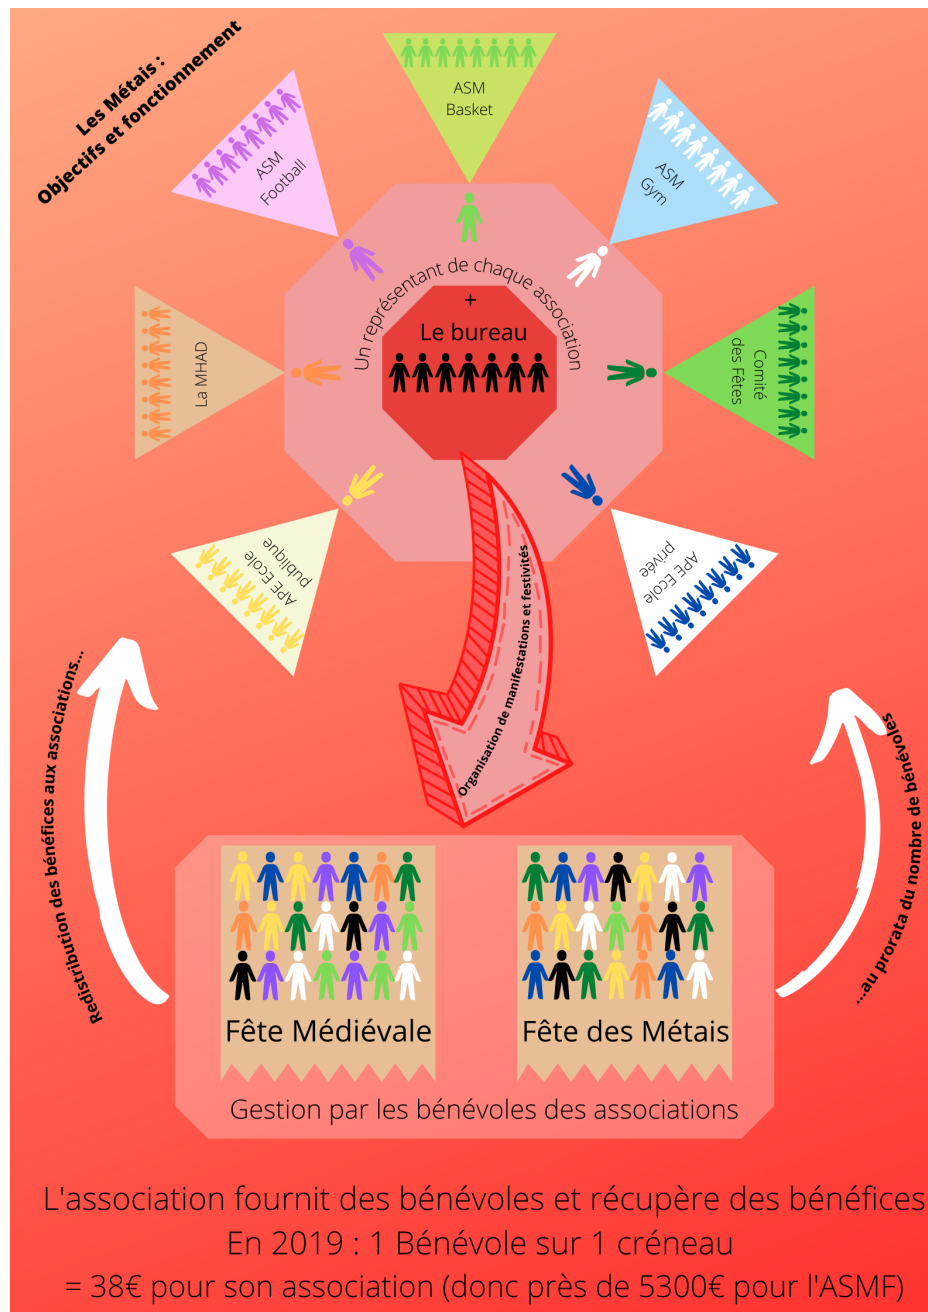 Les Métais :
Objectifs et fonctionnement
ASM
Basket
ASM
Football
ASM
Gym
La MHAD
Comité
des Fêtes
APE Ecole
publique
APE Ecole
privée
Un représentant de chaque association
+
Le bureau
Organisation de manifestations et festivités
Redistribution des bénéfices aux associations...
...au prorata du nombre de bénévoles
Fête Médiévale
Fête des Métais
Gestion par les bénévoles des associations
L'association fournit des bénévoles et récupère des bénéfices
En 2019 : 1 Bénévole sur 1 créneau
= 38€ pour son association (donc près de 5300€ pour l'ASMF)